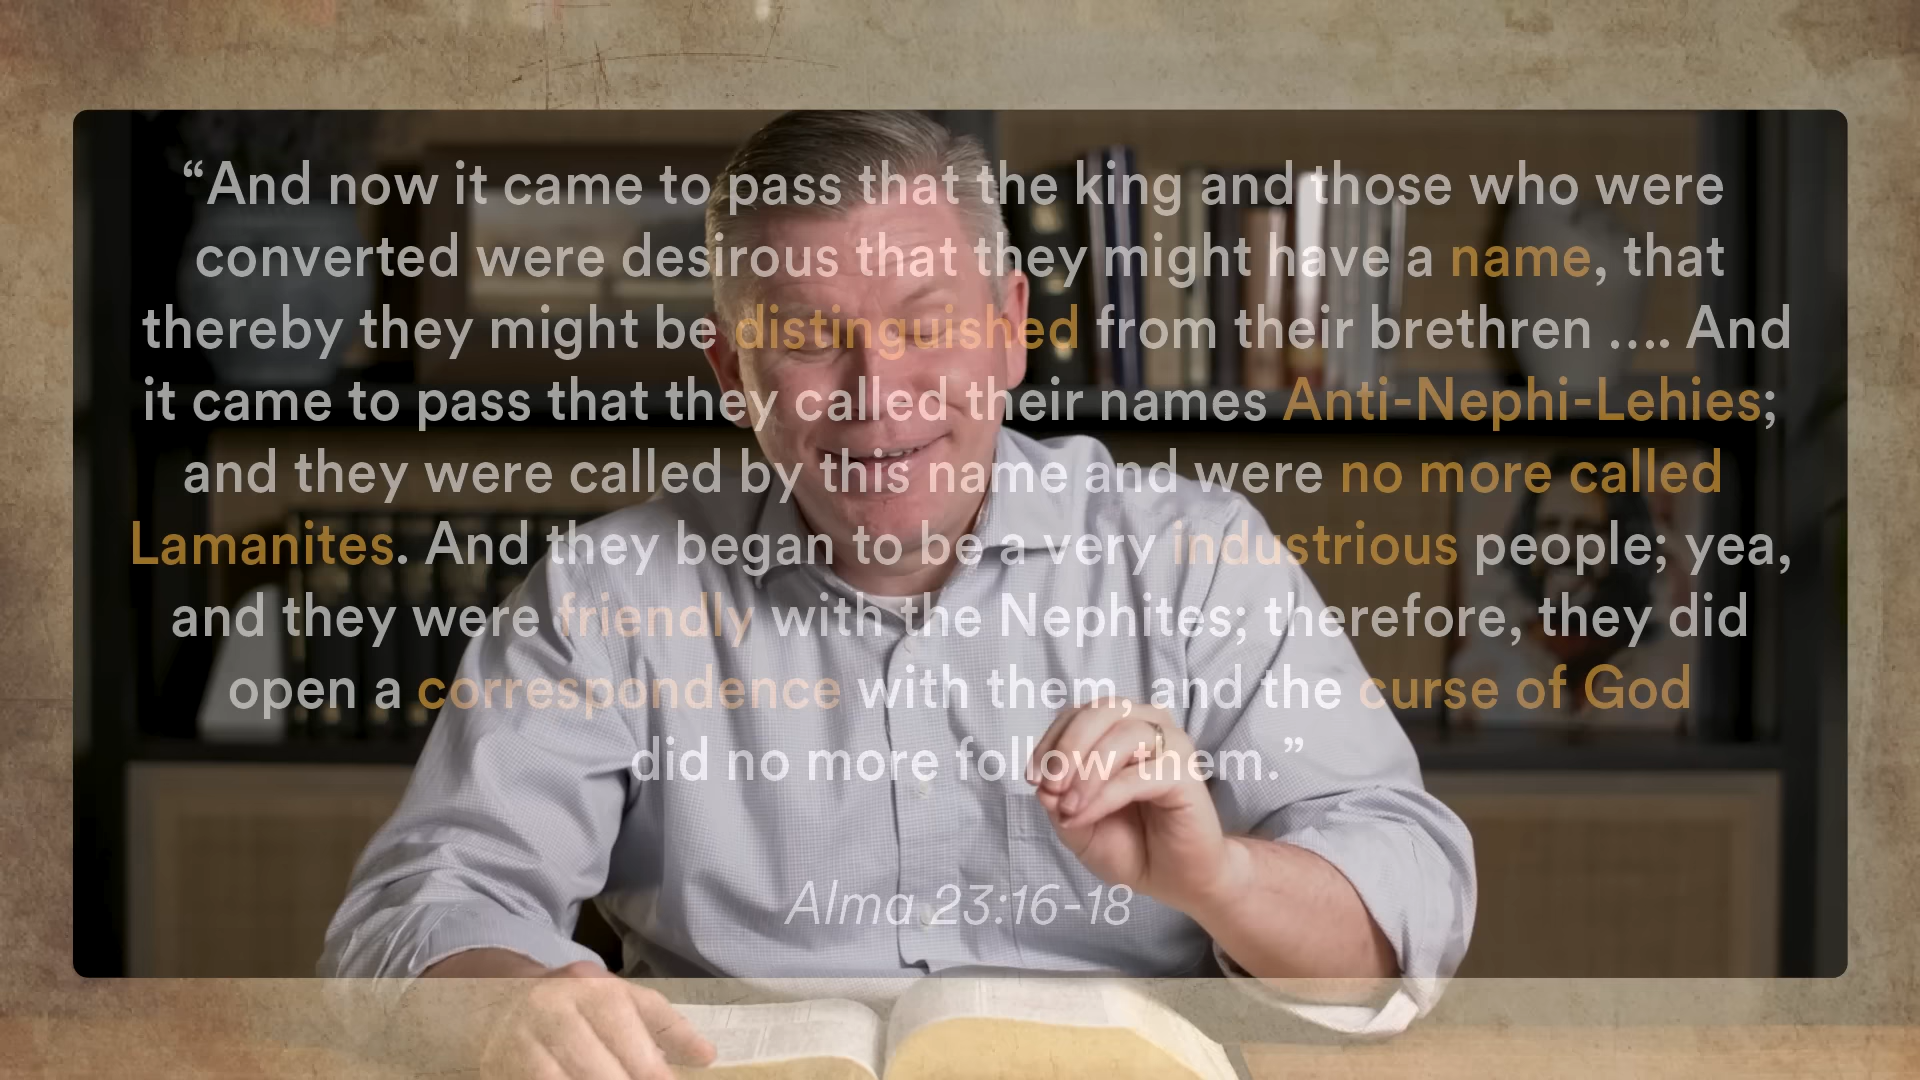 “And now it came to pass that the king and those who were
converted were desirous that they might have a name, that
thereby they might be distinguished from their brethren .... And
it came to pass that they called their names Anti-Nephi-Lehies;
and they were called by this name and were no more called
Lamanites. And they began to be a very industrious people; yea,
and they were friendly with the Nephites; therefore, they did
open a correspondence with them, and the curse of God
did no more follow them.”
Alma 23:16-18